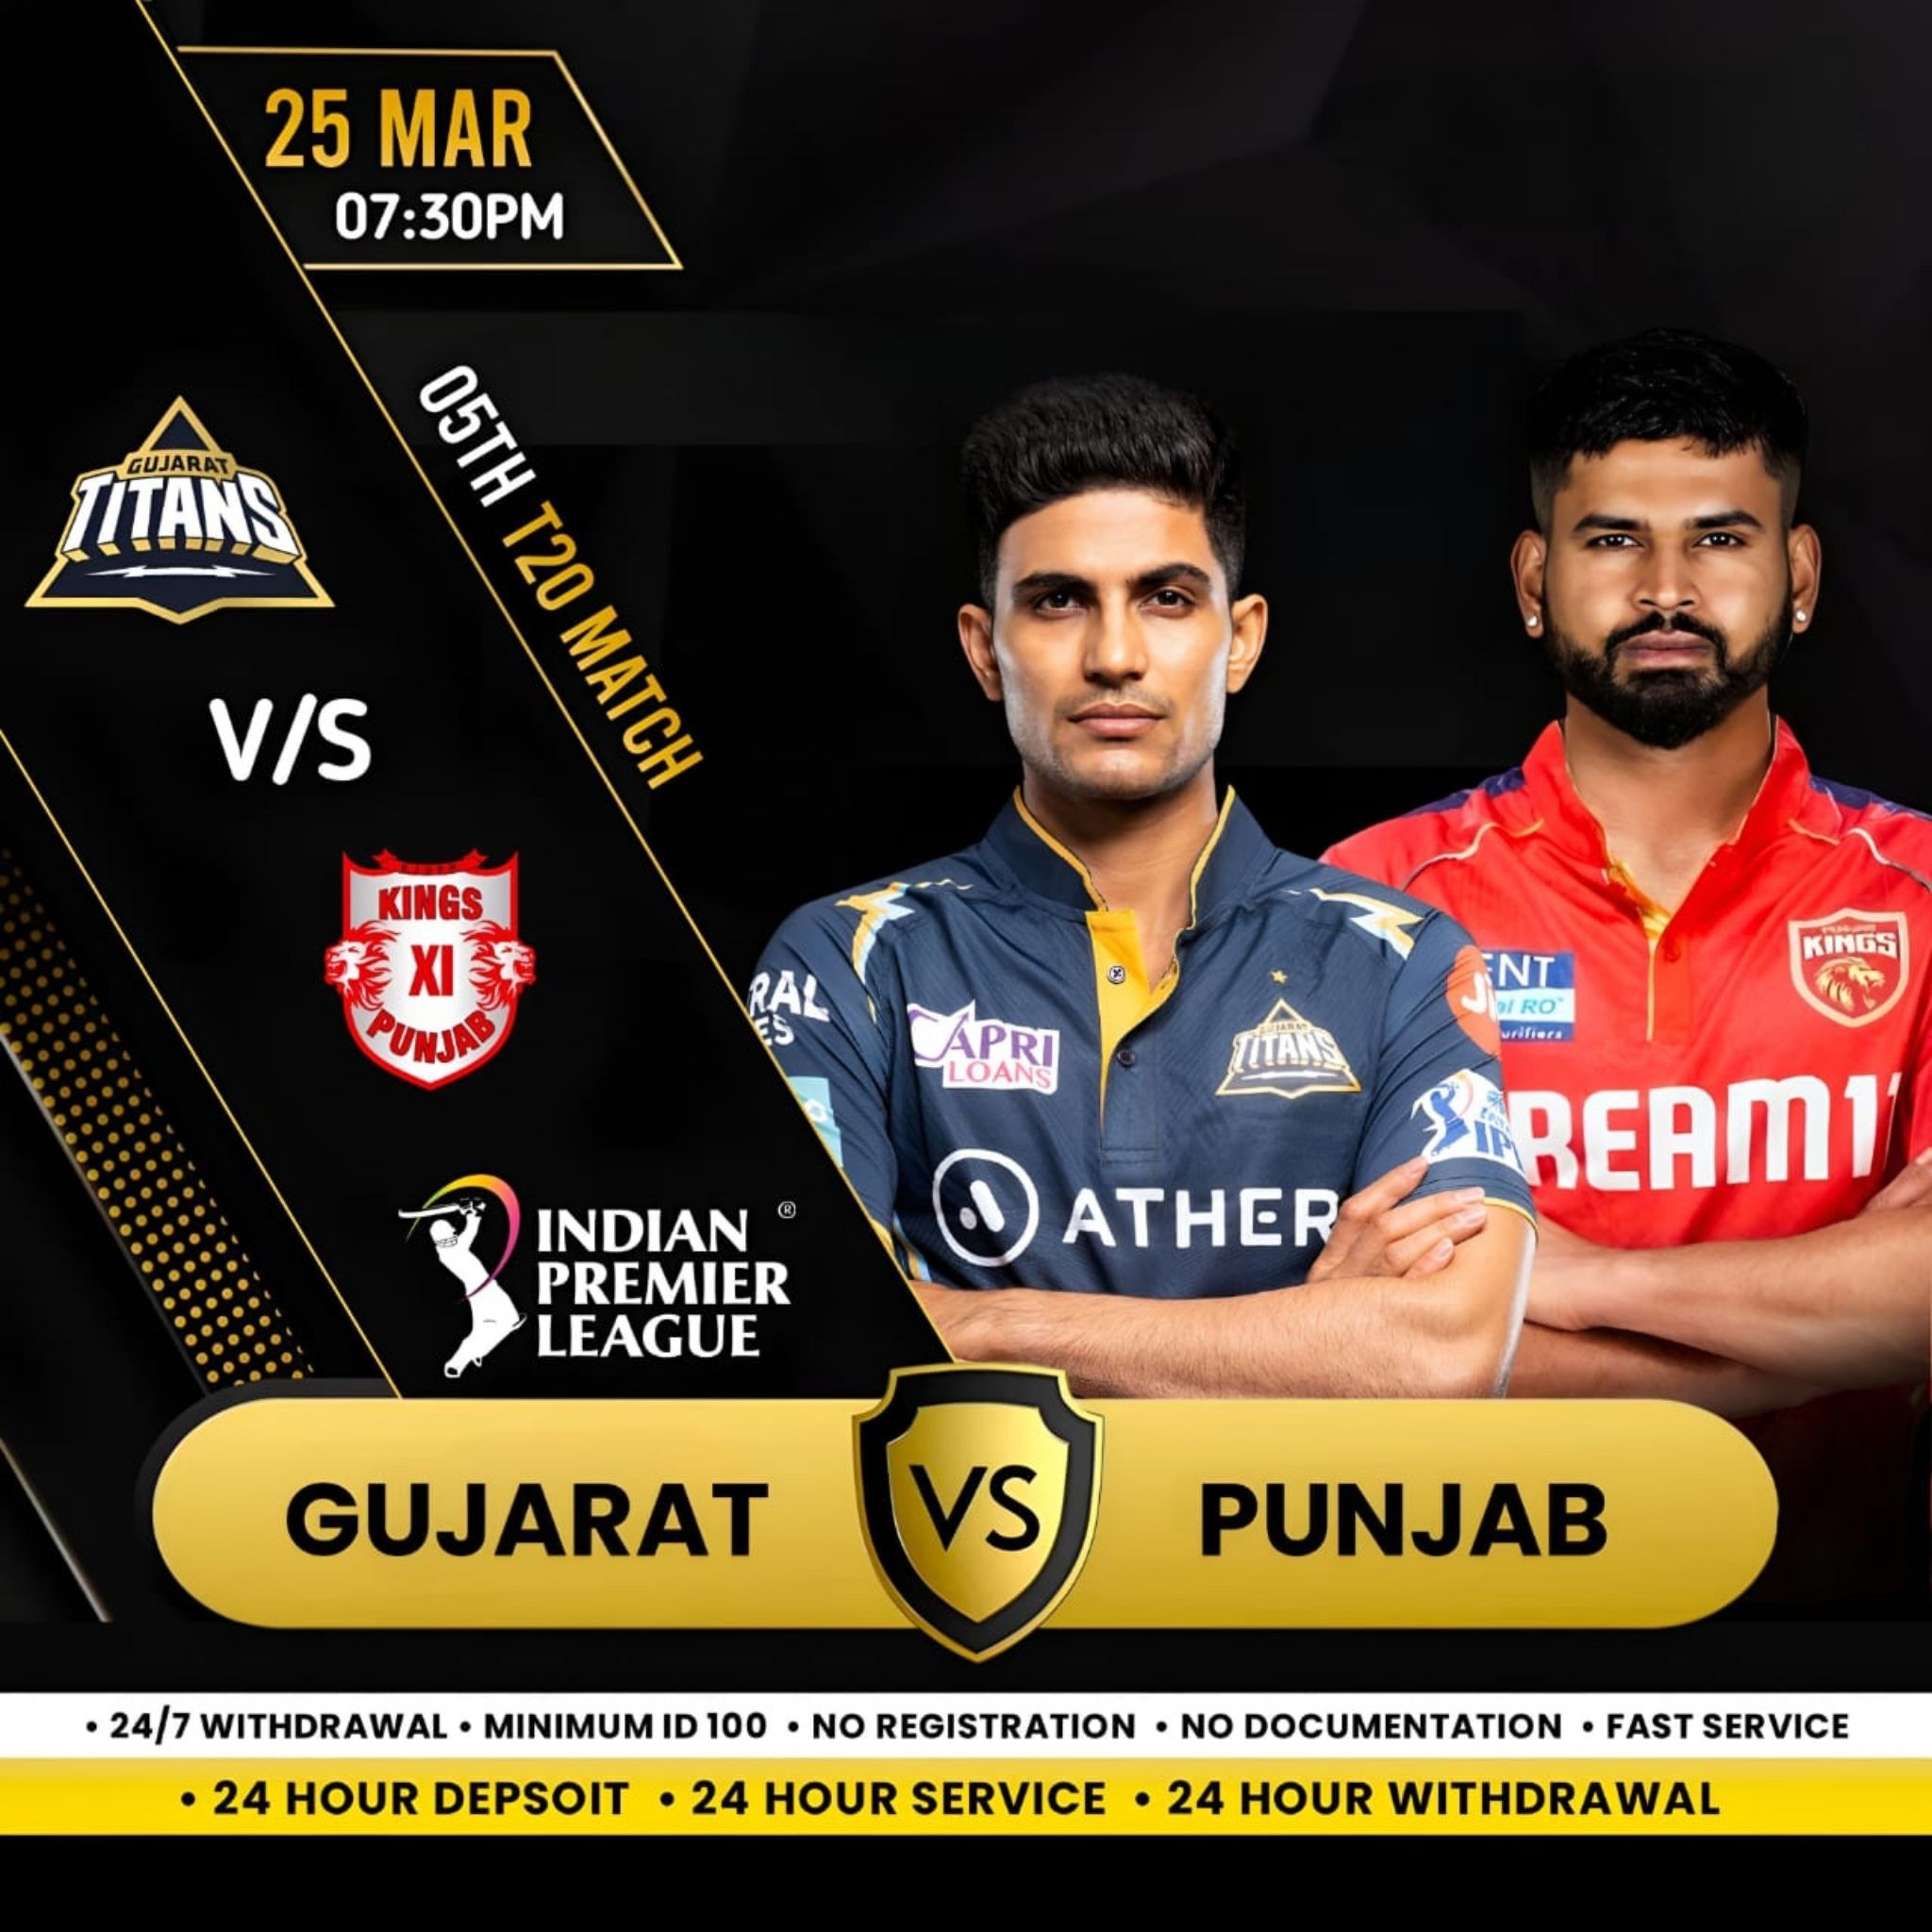 25 MAR
07:30PM
05TH T20 MATCH
GUJARAT
TITANS
V/S
KINGS
XI
PUNJAB
INDIAN ®
PREMIER
LEAGUE
CAPRI
LOANS
GUJARAT
TITANS
ATHER
IPL
KINGS
GUJARAT VS PUNJAB
• 24/7 WITHDRAWAL • MINIMUM ID 100 • NO REGISTRATION • NO DOCUMENTATION • FAST SERVICE
• 24 HOUR DEPSOIT • 24 HOUR SERVICE • 24 HOUR WITHDRAWAL